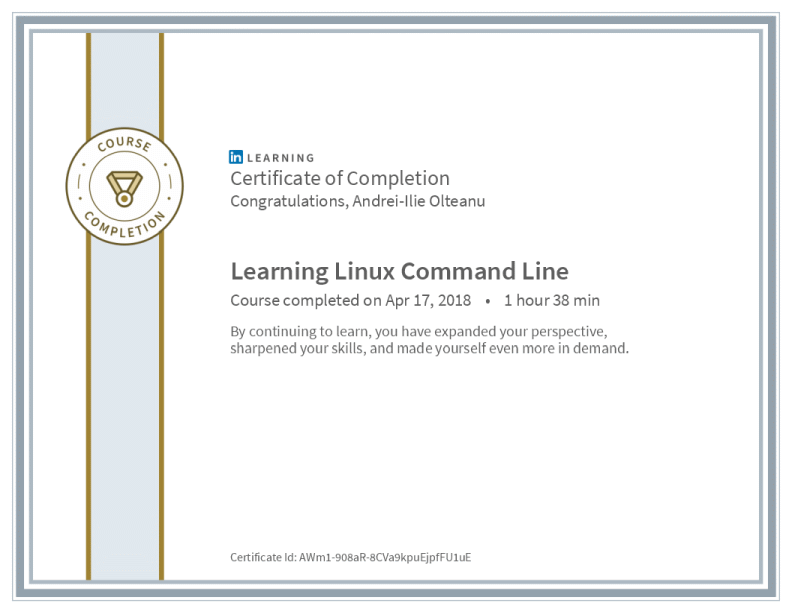 COURSE
COMPLETION
in LEARNING
Certificate of Completion
Congratulations, Andrei-Ilie Olteanu
Learning Linux Command Line
Course completed on Apr 17, 2018 • 1 hour 38 min
By continuing to learn, you have expanded your perspective,
sharpened your skills, and made yourself even more in demand.
Certificate Id: AWm1-908aR-8CVa9kpuEjpfFU1uE